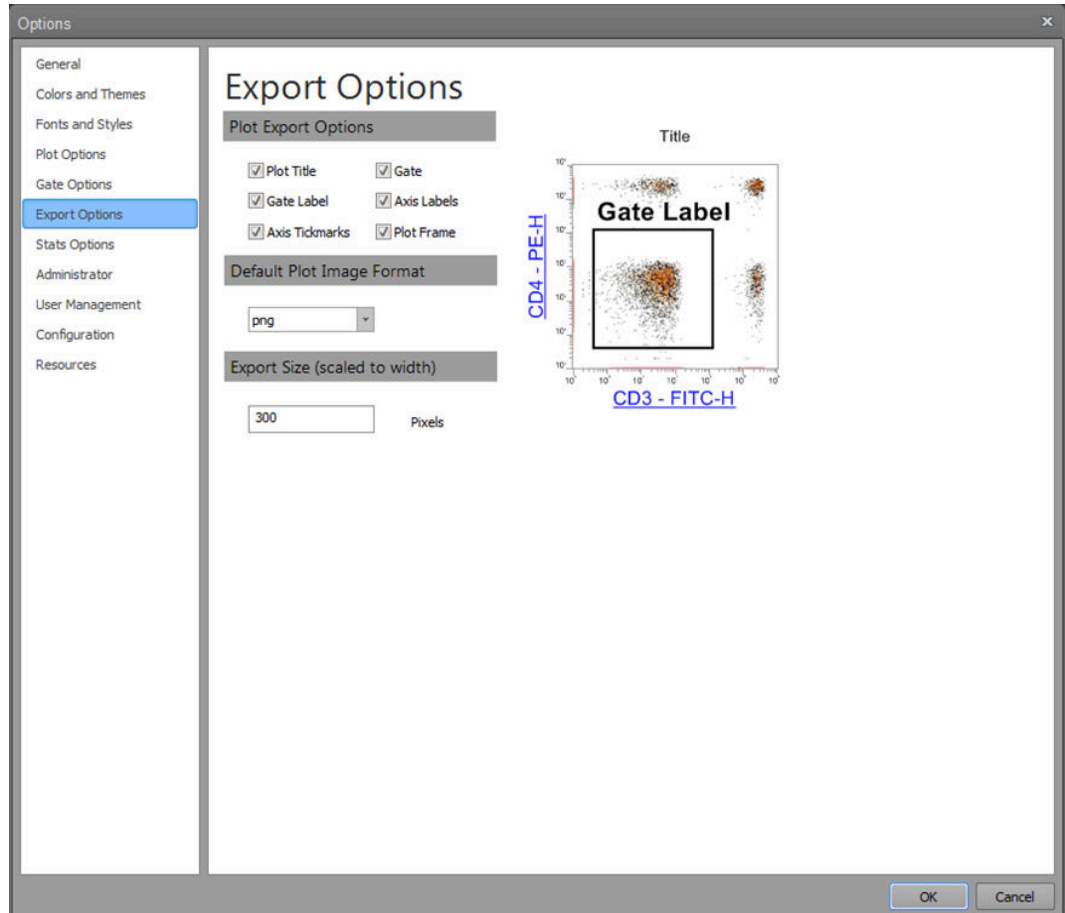 Options
General
Colors and Themes
Fonts and Styles
Plot Options
Gate Options
Export Options
Stats Options
Administrator
User Management
Configuration
Resources
Export Options
Plot Export Options
Plot Title
Gate
Gate Label
Axis Labels
Axis Tickmarks
Plot Frame
Default Plot Image Format
png
Export Size (scaled to width)
300
Pixels
Title
Gate Label
CD4 - PE-H
CD3 - FITC-H
OK
Cancel